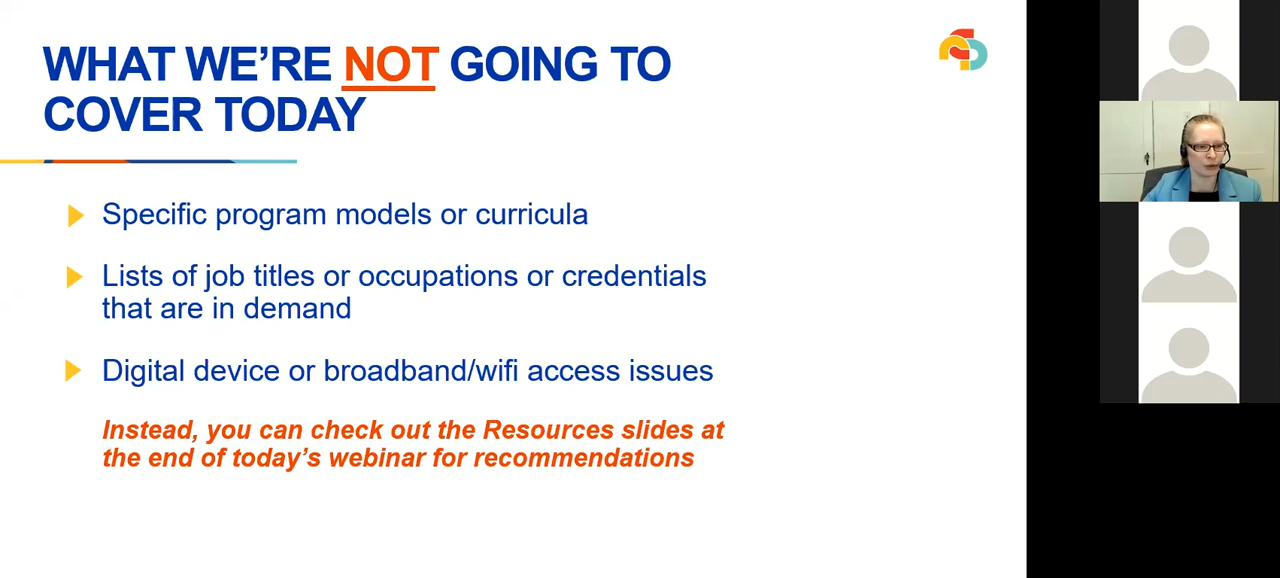 WHAT WE’RE NOT GOING TO
COVER TODAY
Specific program models or curricula
Lists of job titles or occupations or credentials
that are in demand
Digital device or broadband/wifi access issues
Instead, you can check out the Resources slides at
the end of today’s webinar for recommendations